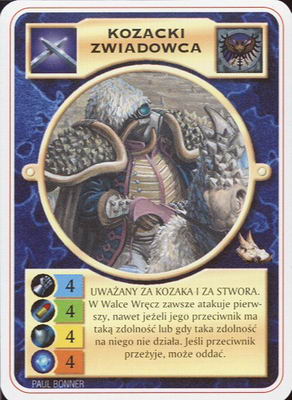 KOZACKI
ZWIADOWCA
4
4
4
4
UWAŻANY ZA KOZAKA I ZA STWORA.
W Walce Wręcz zawsze atakuje pierw-
szy, nawet jeżeli jego przeciwnik ma
taką zdolność lub gdy taka zdolność
na niego nie działa. Jeśli przeciwnik
przeżyje, może oddać.
PAUL BONNER